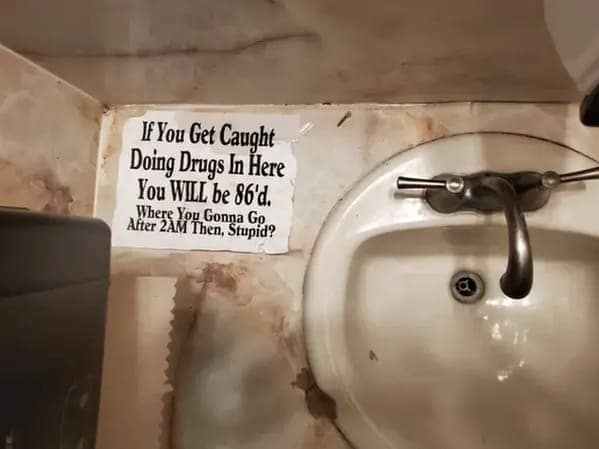 If You Get Caught
Doing Drugs In Here
You WILL be 86'd.
Where You Gonna Go
After 2AM Then, Stupid?